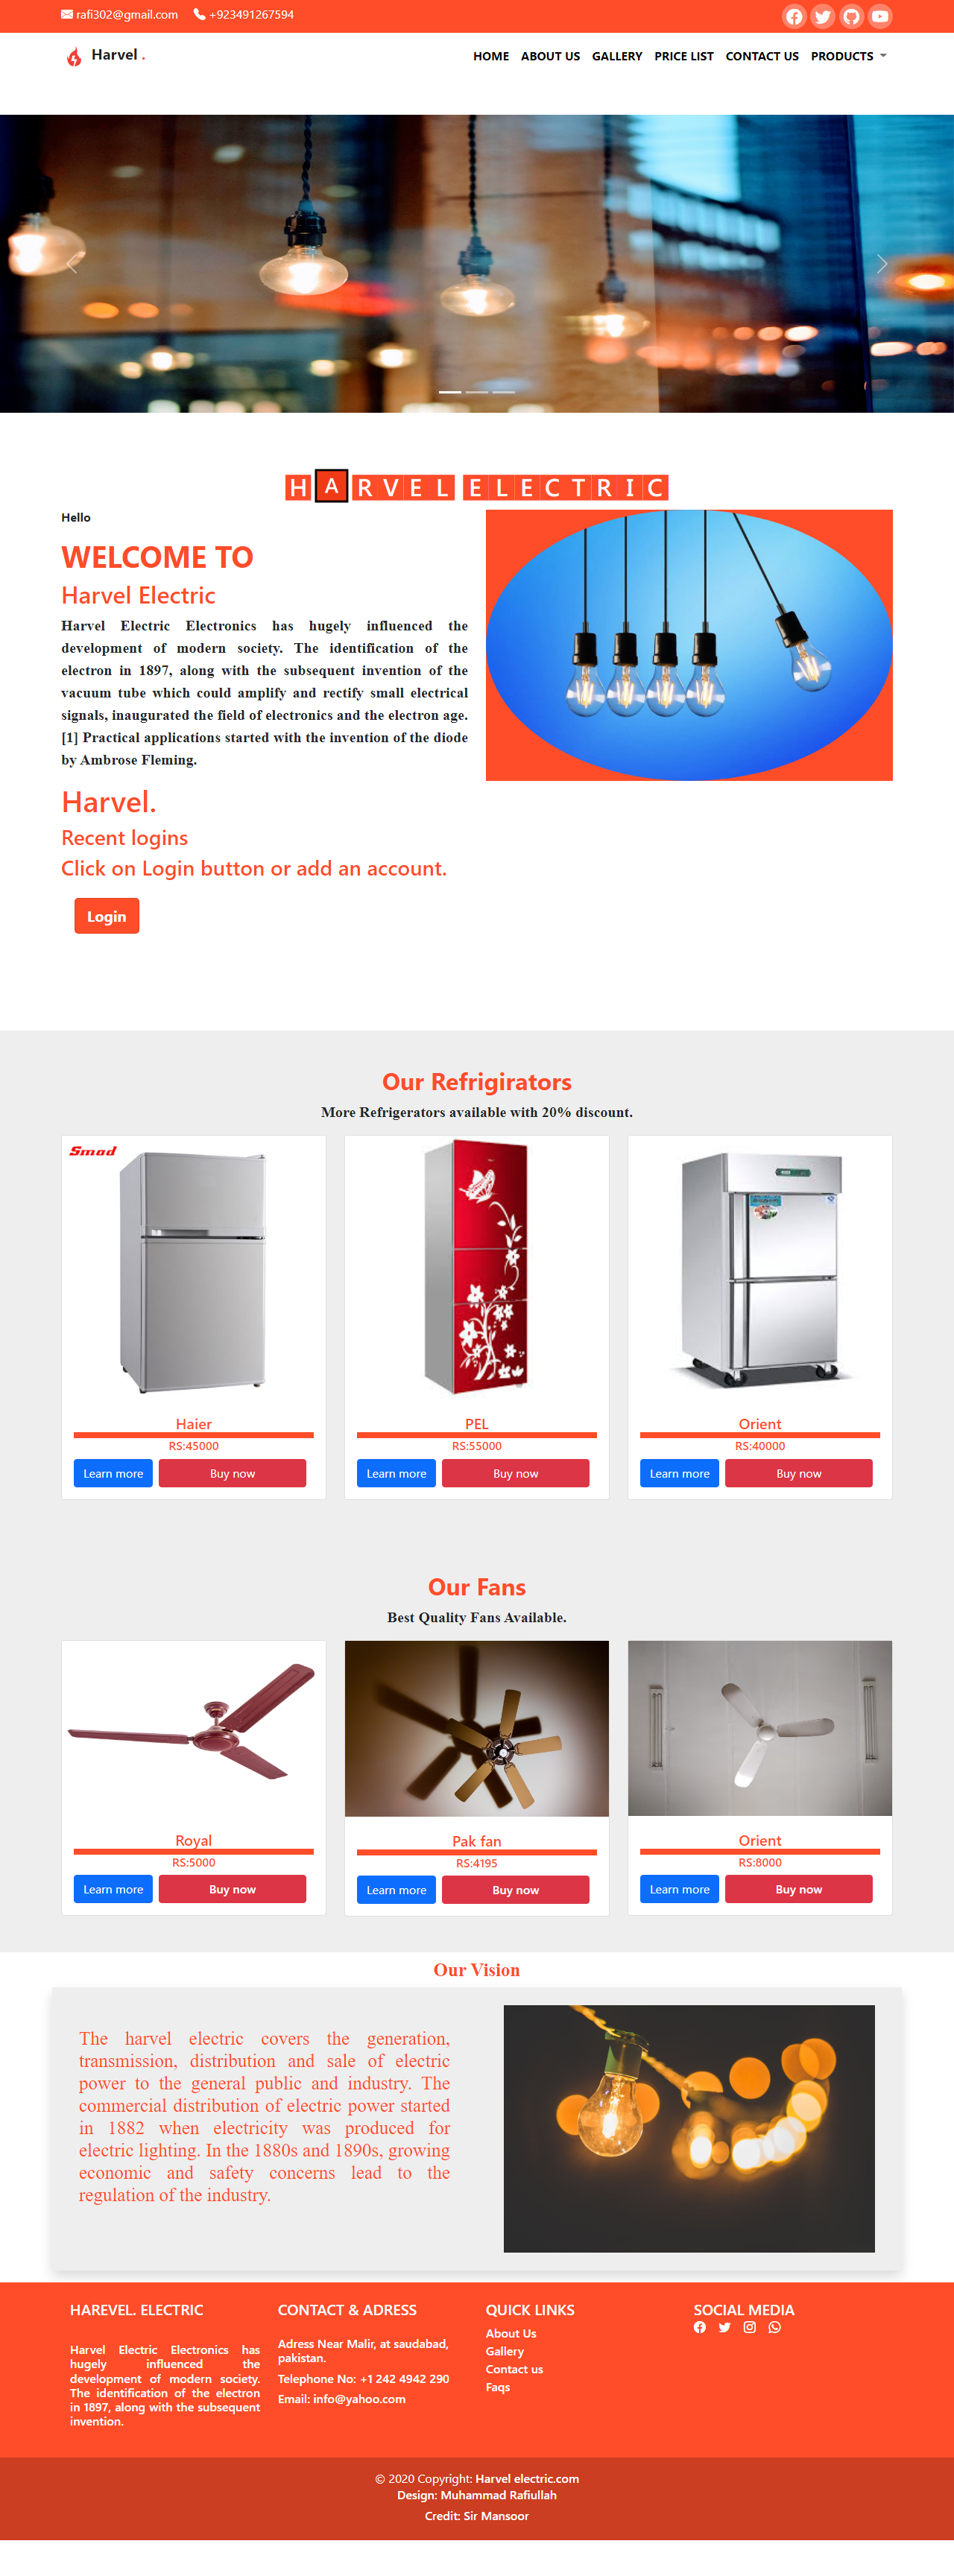 rafi302@gmail.com +923491267594
Harvel .
HOME ABOUT US GALLERY PRICE LIST CONTACT US PRODUCTS
HARVEL ELECTRIC
Hello
WELCOME TO
Harvel Electric
Harvel Electric Electronics has hugely influenced the
development of modern society. The identification of the
electron in 1897, along with the subsequent invention of the
vacuum tube which could amplify and rectify small electrical
signals, inaugurated the field of electronics and the electron age.
[1] Practical applications started with the invention of the diode
by Ambrose Fleming.
Harvel.
Recent logins
Click on Login button or add an account.
Login
Our Refrigirators
More Refrigerators available with 20% discount.
Smad
Haier
RS:45000
Learn more Buy now
PEL
RS:55000
Learn more Buy now
Orient
RS:40000
Learn more Buy now
Our Fans
Best Quality Fans Available.
Royal
RS:5000
Learn more Buy now
Pak fan
RS:4195
Learn more Buy now
Orient
RS:8000
Learn more Buy now
Our Vision
The harvel electric covers the generation,
transmission, distribution and sale of electric
power to the general public and industry. The
commercial distribution of electric power started
in 1882 when electricity was produced for
electric lighting. In the 1880s and 1890s, growing
economic and safety concerns lead to the
regulation of the industry.
HAREVEL. ELECTRIC
Harvel Electric Electronics has
hugely influenced the
development of modern society.
The identification of the electron
in 1897, along with the subsequent
invention.
CONTACT & ADRESS
Adress Near Malir, at saudabad,
pakistan.
Telephone No: +1 242 4942 290
Email: info@yahoo.com
QUICK LINKS
About Us
Gallery
Contact us
Faqs
SOCIAL MEDIA
© 2020 Copyright: Harvel electric.com
Design: Muhammad Rafiullah
Credit: Sir Mansoor